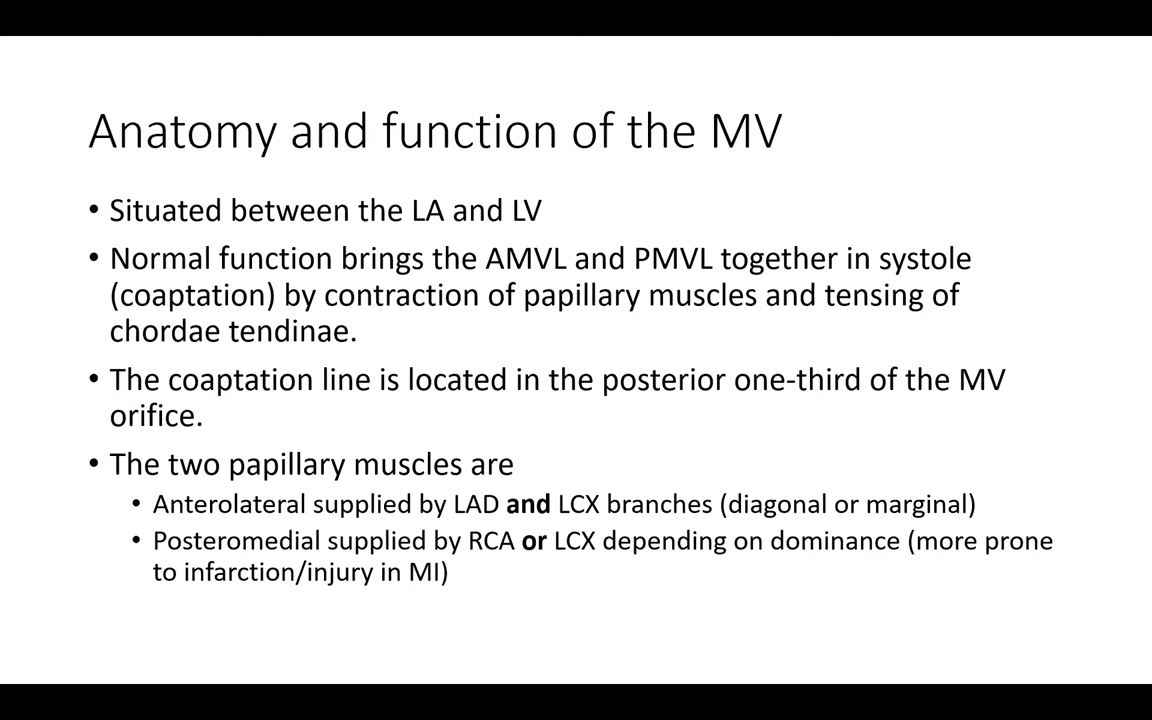 Anatomy and function of the MV
• Situated between the LA and LV
• Normal function brings the AMVL and PMVL together in systole
(coaptation) by contraction of papillary muscles and tensing of
chordae tendinae.
• The coaptation line is located in the posterior one-third of the MV
orifice.
• The two papillary muscles are
• Anterolateral supplied by LAD and LCX branches (diagonal or marginal)
• Posteromedial supplied by RCA or LCX depending on dominance (more prone
to infarction/injury in MI)